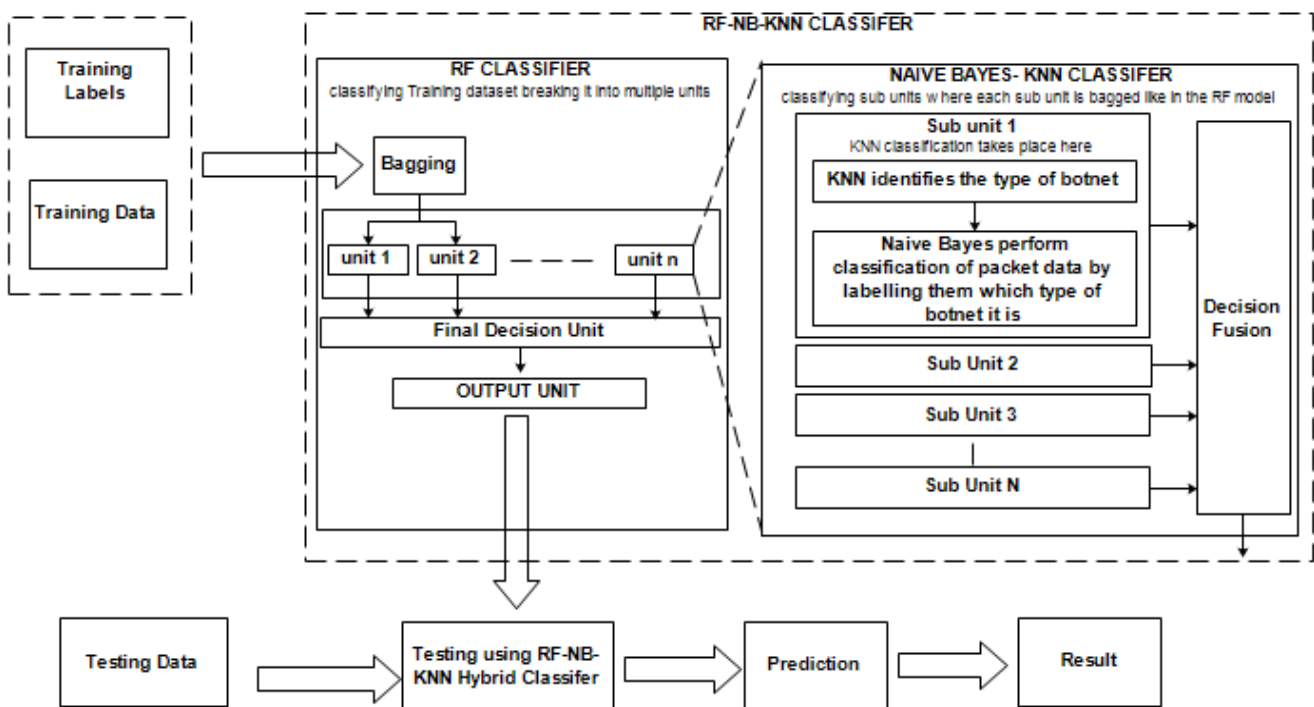 RF-NB-KNN CLASSIFER
Training
Labels
Training Data
RF CLASSIFIER
classifying Training dataset breaking it into multiple units
Bagging
unit 1
unit 2
unit n
Final Decision Unit
OUTPUT UNIT
NAIVE BAYES- KNN CLASSIFER
classifying sub units where each sub unit is bagged like in the RF model
Sub unit 1
KNN classification takes place here
KNN identifies the type of botnet
Naive Bayes perform
classification of packet data by
labelling them which type of
botnet it is
Sub Unit 2
Sub Unit 3
Sub Unit N
Decision
Fusion
Testing Data
Testing using RF-NB-
KNN Hybrid Classifer
Prediction
Result